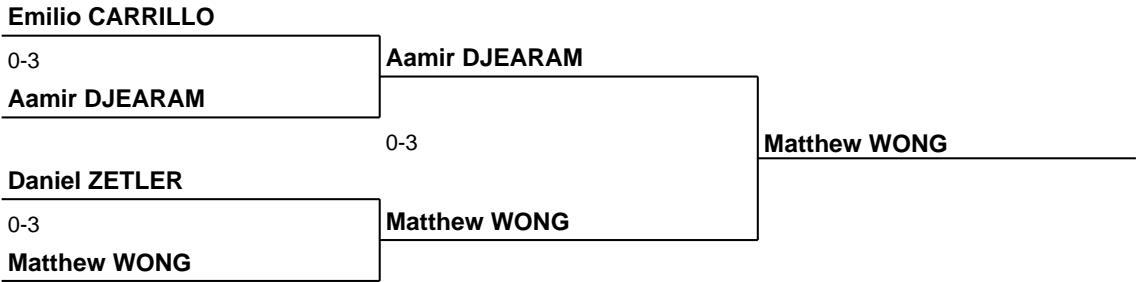 Emilio CARRILLO
0-3
Aamir DJEARAM
Aamir DJEARAM
0-3
Matthew WONG
Daniel ZETLER
0-3
Matthew WONG
Matthew WONG